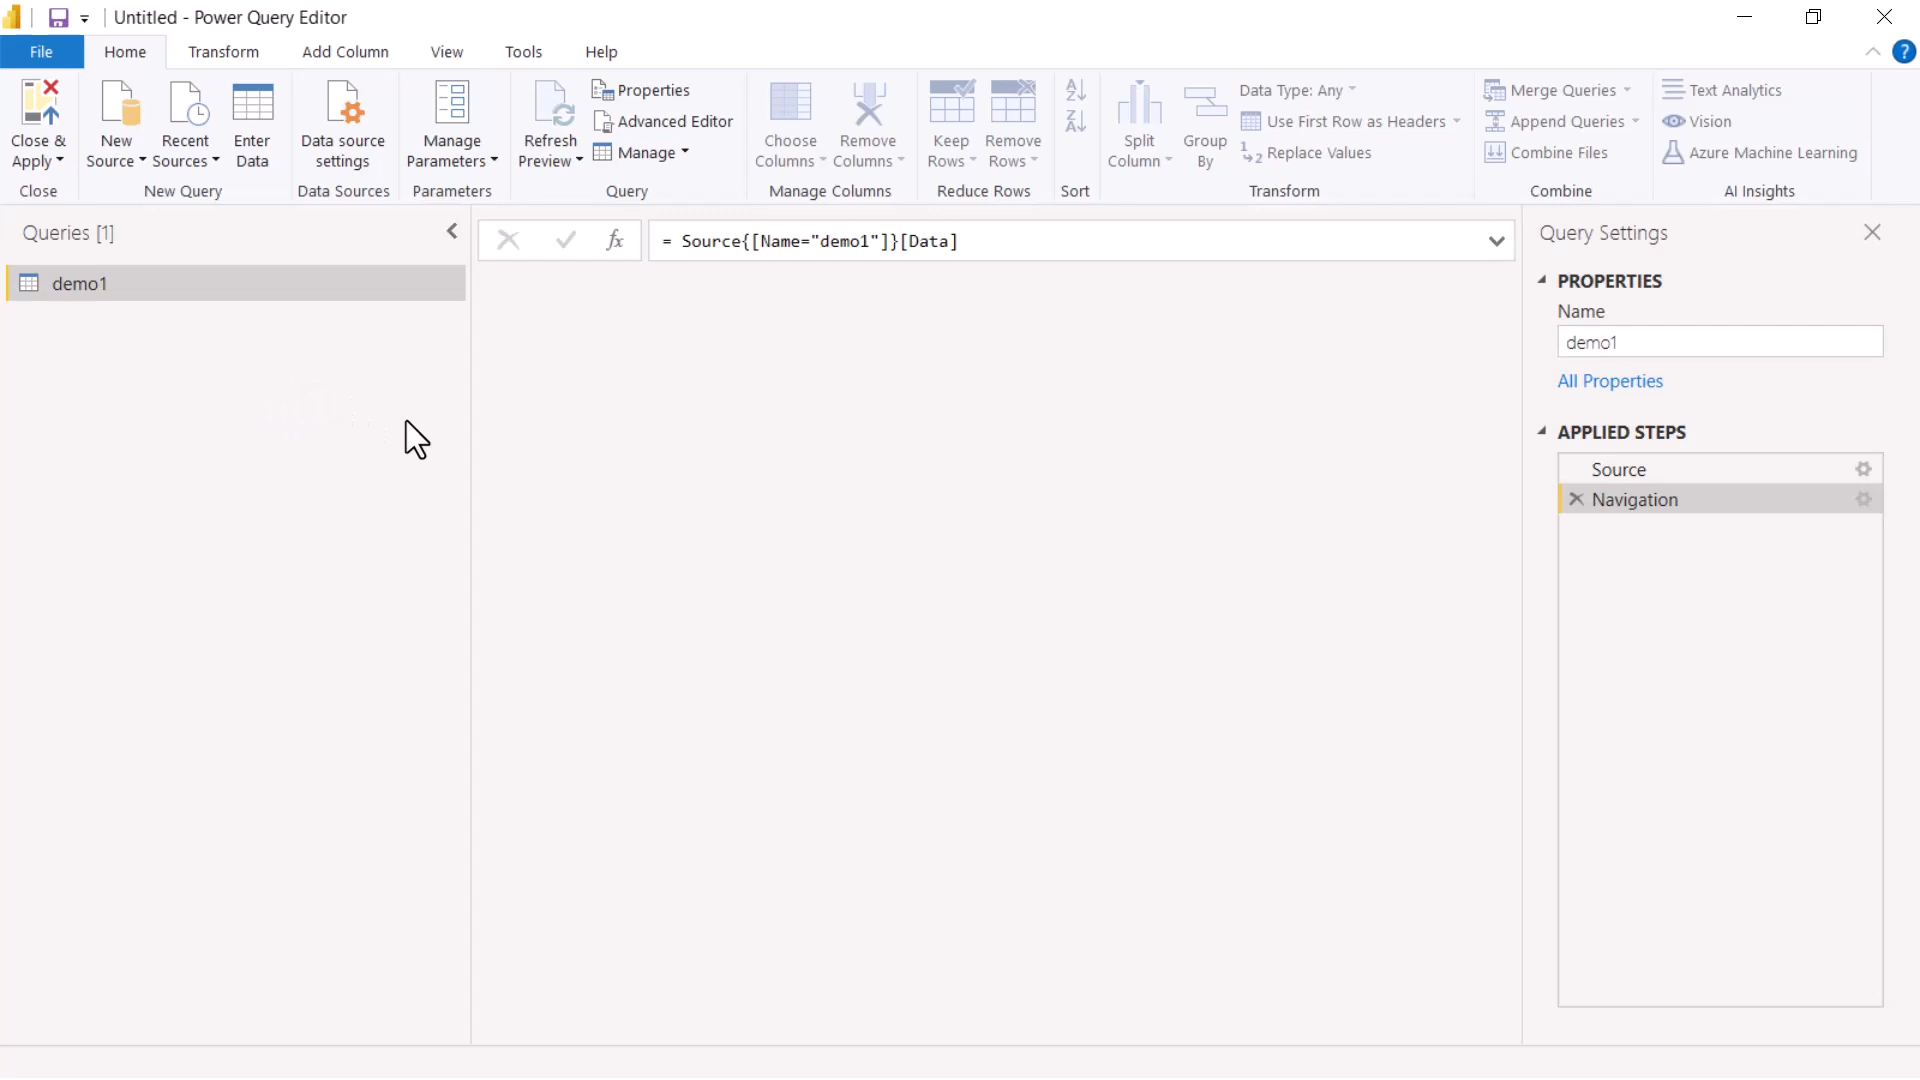 Untitled - Power Query Editor
File
Home
Transform
Add Column
View
Tools
Help
?
Close &
Apply
Close
New
Source
Recent
Sources
Enter
Data
New Query
Data source
settings
Data Sources
Manage
Parameters
Parameters
Refresh
Preview
Properties
Advanced Editor
Manage
Query
Choose
Columns
Remove
Columns
Manage Columns
Keep
Rows
Remove
Rows
Reduce Rows
A
Z
Z
A
Sort
Split
Column
Group
By
Data Type: Any
Use First Row as Headers
1
2
Replace Values
Transform
Merge Queries
Append Queries
Combine Files
Combine
Text Analytics
Vision
Azure Machine Learning
AI Insights
Queries [1]
demo1
fx
= Source{[Name="demo1"]}[Data]
Query Settings
PROPERTIES
Name
demo1
All Properties
APPLIED STEPS
Source
Navigation